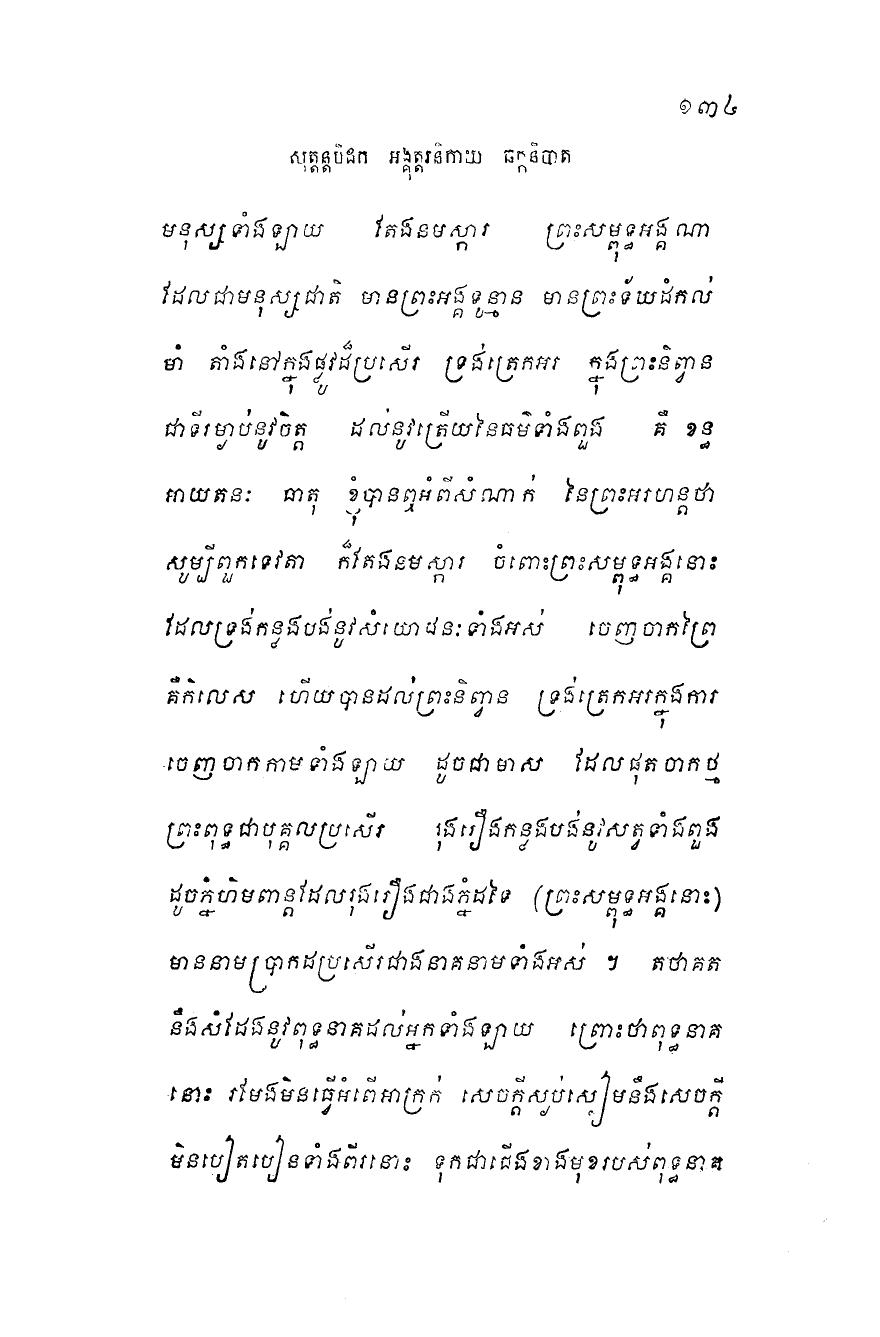 ១៣៤
សុត្តន្តបិដក អង្គុត្តរនិកាយ ឆក្កនិបាត
មនុស្សទាំងឡាយ តែងនមស្ការ ព្រះសម្ពុទ្ធអង្គណា
ដែលជាមនុស្សជាតិ មានព្រះអង្គទូន្មាន មានព្រះទ័យដំកល់
មាំ តាំងនៅក្នុងផ្លូវដ៏ប្រសើរ ទ្រង់ត្រេកអរ ក្នុងព្រះនិព្វាន
ជាទីរម្ងាប់នូវចិត្ត ដល់នូវត្រើយនៃធម៌ទាំងពួង គឺ ខន្ធ
អាយតនៈ ធាតុ ខ្ញុំបានឮអំពីសំណាក់ នៃព្រះអរហន្តថា
សូម្បីពួកទេវតា ក៏តែងនមស្ការ ចំពោះព្រះសម្ពុទ្ធអង្គនោះ
ដែលទ្រង់កន្លងបង់នូវសំយោជនៈទាំងអស់ ចេញចាកព្រៃ
គឺកិលេស ហើយបានដល់ព្រះនិព្វាន ទ្រង់ត្រេកអរក្នុងការ
ចេញចាកកាមទាំងឡាយ ដូចជាមាស ដែលផុតចាកថ្ម
ព្រះពុទ្ធជាបុគ្គលប្រសើរ រុងរឿងកន្លងបង់នូវសត្វទាំងពួង
ដូចភ្នំហិមពាន្តដែលរុងរឿងជាងភ្នំដទៃ (ព្រះសម្ពុទ្ធអង្គនោះ)
មាននាមប្រាកដប្រសើរជាងនាគនាមទាំងអស់ ។ តថាគត
នឹងសំដែងនូវពុទ្ធនាគដល់អ្នកទាំងឡាយ ព្រោះថាពុទ្ធនាគ
នោះ រមែងមិនធ្វើអំពើអាក្រក់ សេចក្តីស្ងប់ស្ងៀមនឹងសេចក្តី
មិនបៀតបៀនទាំងពីរនោះ ទុកជាជើងខាងមុខរបស់ពុទ្ធនាគ